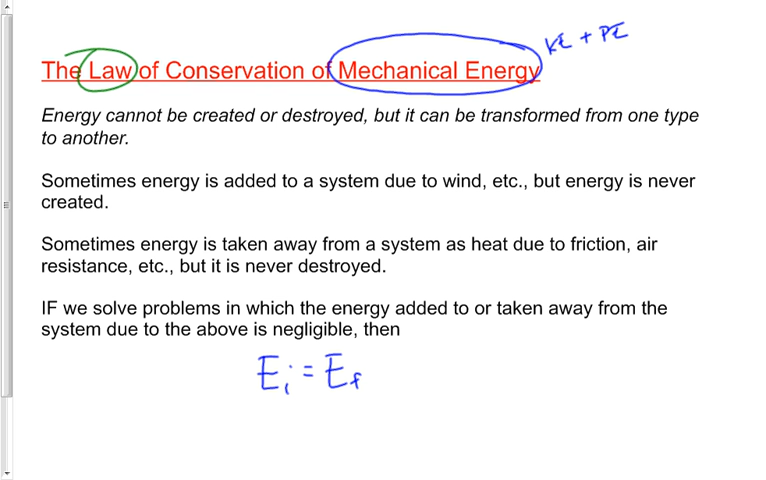 The Law of Conservation of Mechanical Energy KE + PE
Energy cannot be created or destroyed, but it can be transformed from one type
to another.
Sometimes energy is added to a system due to wind, etc., but energy is never
created.
Sometimes energy is taken away from a system as heat due to friction, air
resistance, etc., but it is never destroyed.
IF we solve problems in which the energy added to or taken away from the
system due to the above is negligible, then
Ei = Ef